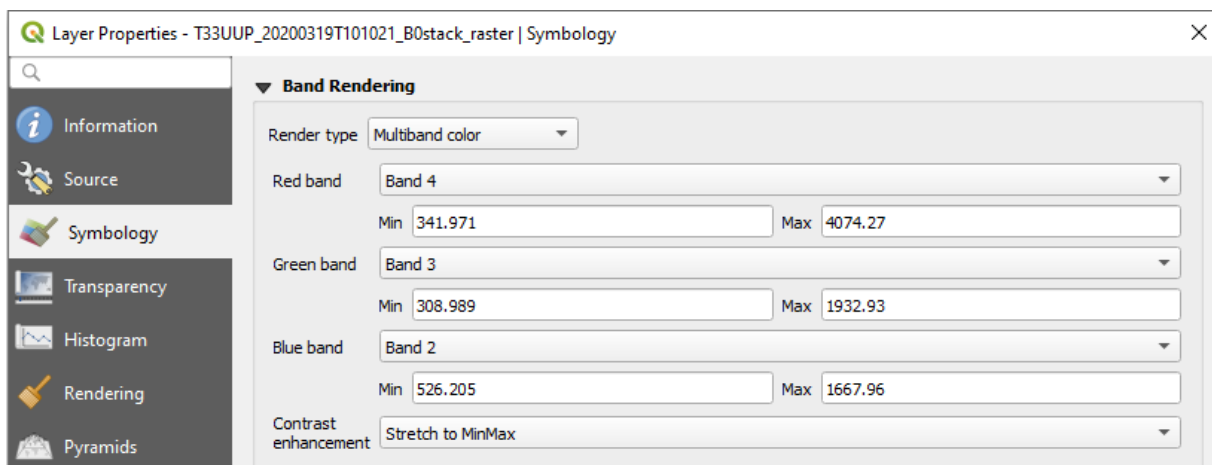 Layer Properties - T33UUP_20200319T101021_B0stack_raster | Symbology
Information
Source
Symbology
Transparency
Histogram
Rendering
Pyramids
Band Rendering
Render type Multiband color
Red band Band 4
Min 341.971 Max 4074.27
Green band Band 3
Min 308.989 Max 1932.93
Blue band Band 2
Min 526.205 Max 1667.96
Contrast
enhancement Stretch to MinMax